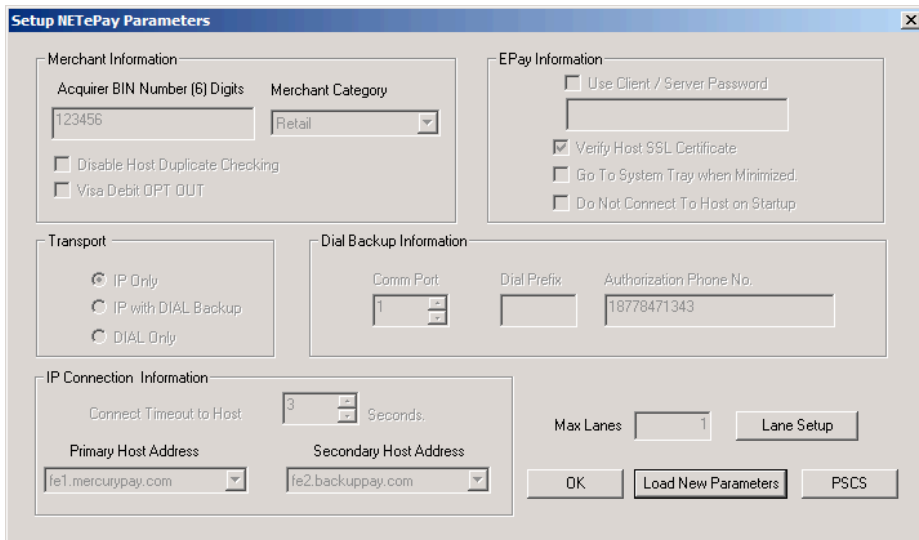 Setup NETePay Parameters
Merchant Information
Acquirer BIN Number (6) Digits
Merchant Category
123456
Retail
Disable Host Duplicate Checking
Visa Debit OPT OUT
EPay Information
Use Client / Server Password
Verify Host SSL Certificate
Go To System Tray when Minimized.
Do Not Connect To Host on Startup
Transport
IP Only
IP with DIAL Backup
DIAL Only
Dial Backup Information
Comm Port
Dial Prefix
Authorization Phone No.
1
18778471343
IP Connection Information
Connect Timeout to Host
3
Seconds.
Primary Host Address
Secondary Host Address
fe1.mercurypay.com
fe2.backuppay.com
Max Lanes
1
Lane Setup
OK
Load New Parameters
PSCS